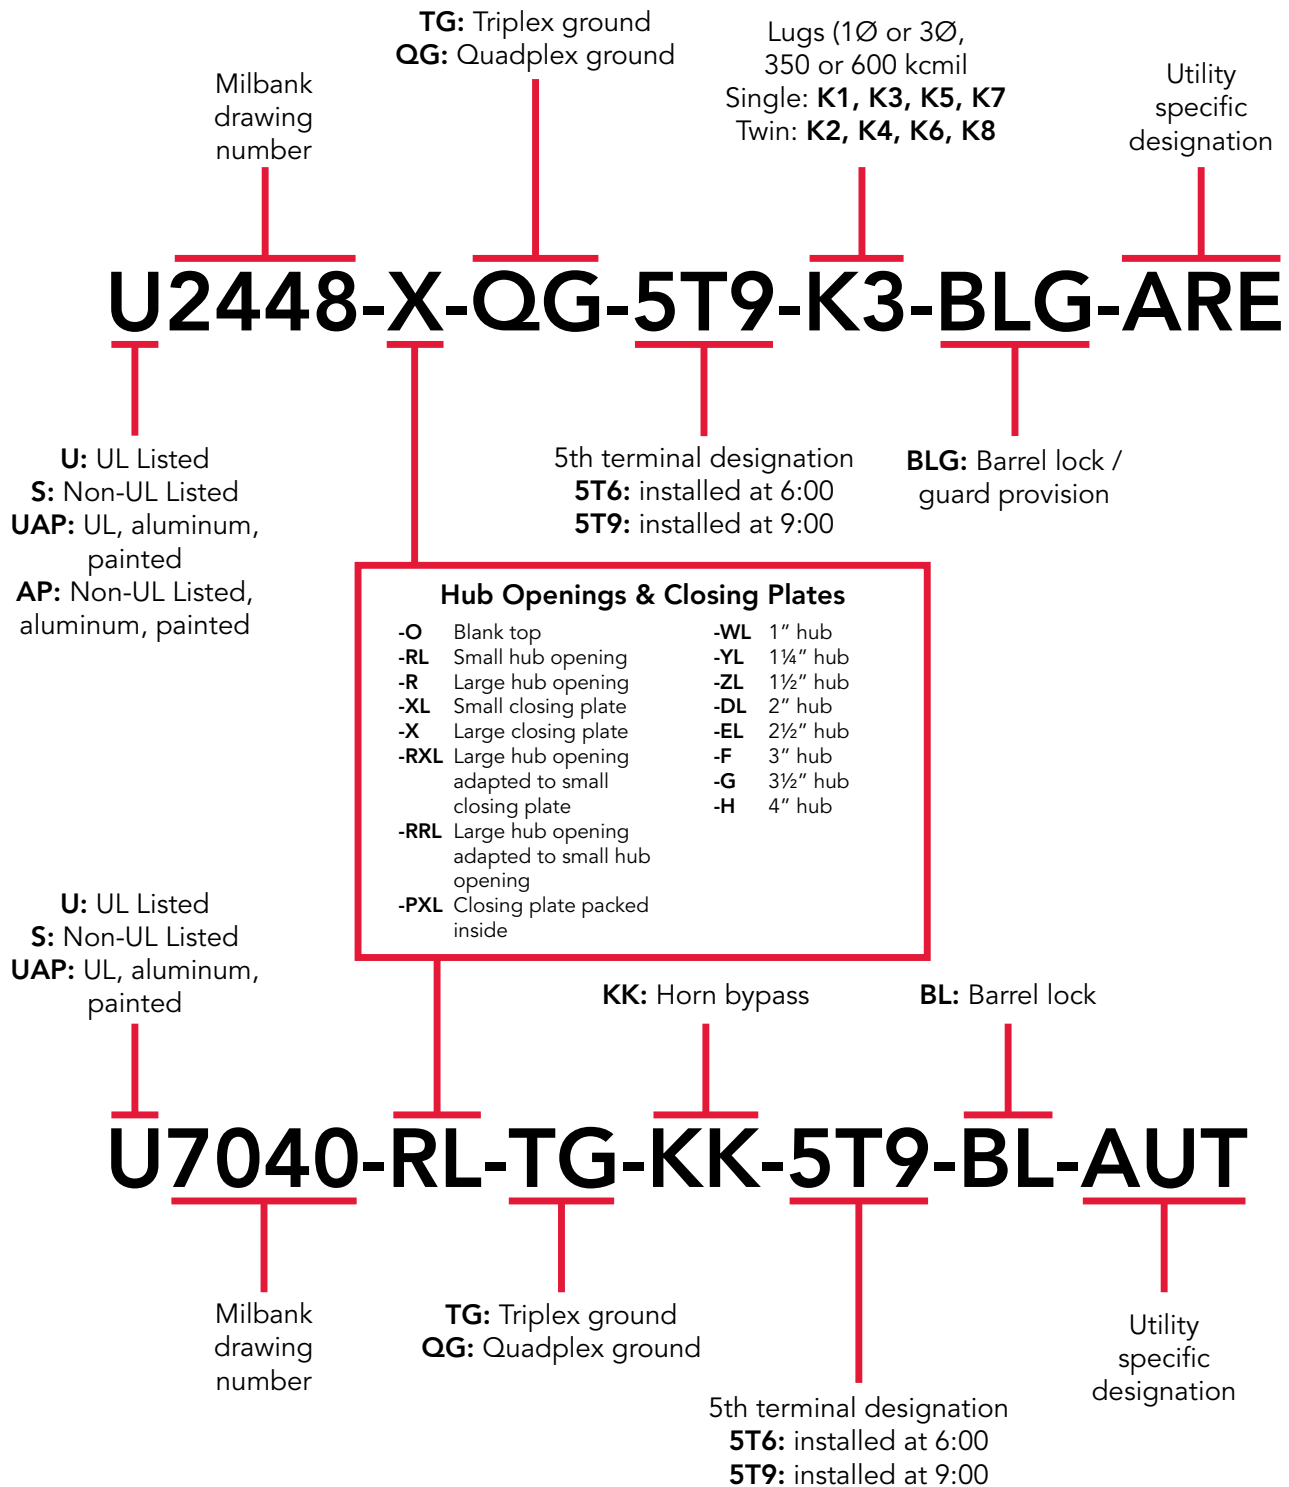 TG: Triplex ground
QG: Quadplex ground
Lugs (1Ø or 3Ø,
350 or 600 kcmil
Single: K1, K3, K5, K7
Twin: K2, K4, K6, K8
Milbank
drawing
number
Utility
specific
designation
U2448-X-QG-5T9-K3-BLG-ARE
U: UL Listed
S: Non-UL Listed
UAP: UL, aluminum,
painted
AP: Non-UL Listed,
aluminum, painted
5th terminal designation
5T6: installed at 6:00
5T9: installed at 9:00
BLG: Barrel lock /
guard provision
Hub Openings & Closing Plates
-O Blank top
-RL Small hub opening
-R Large hub opening
-XL Small closing plate
-X Large closing plate
-RXL Large hub opening
adapted to small
closing plate
-RRL Large hub opening
adapted to small hub
opening
-PXL Closing plate packed
inside
-WL 1” hub
-YL 1¼” hub
-ZL 1½” hub
-DL 2” hub
-EL 2½” hub
-F 3” hub
-G 3½” hub
-H 4” hub
U: UL Listed
S: Non-UL Listed
UAP: UL, aluminum,
painted
KK: Horn bypass
BL: Barrel lock
U7040-RL-TG-KK-5T9-BL-AUT
Milbank
drawing
number
TG: Triplex ground
QG: Quadplex ground
5th terminal designation
5T6: installed at 6:00
5T9: installed at 9:00
Utility
specific
designation